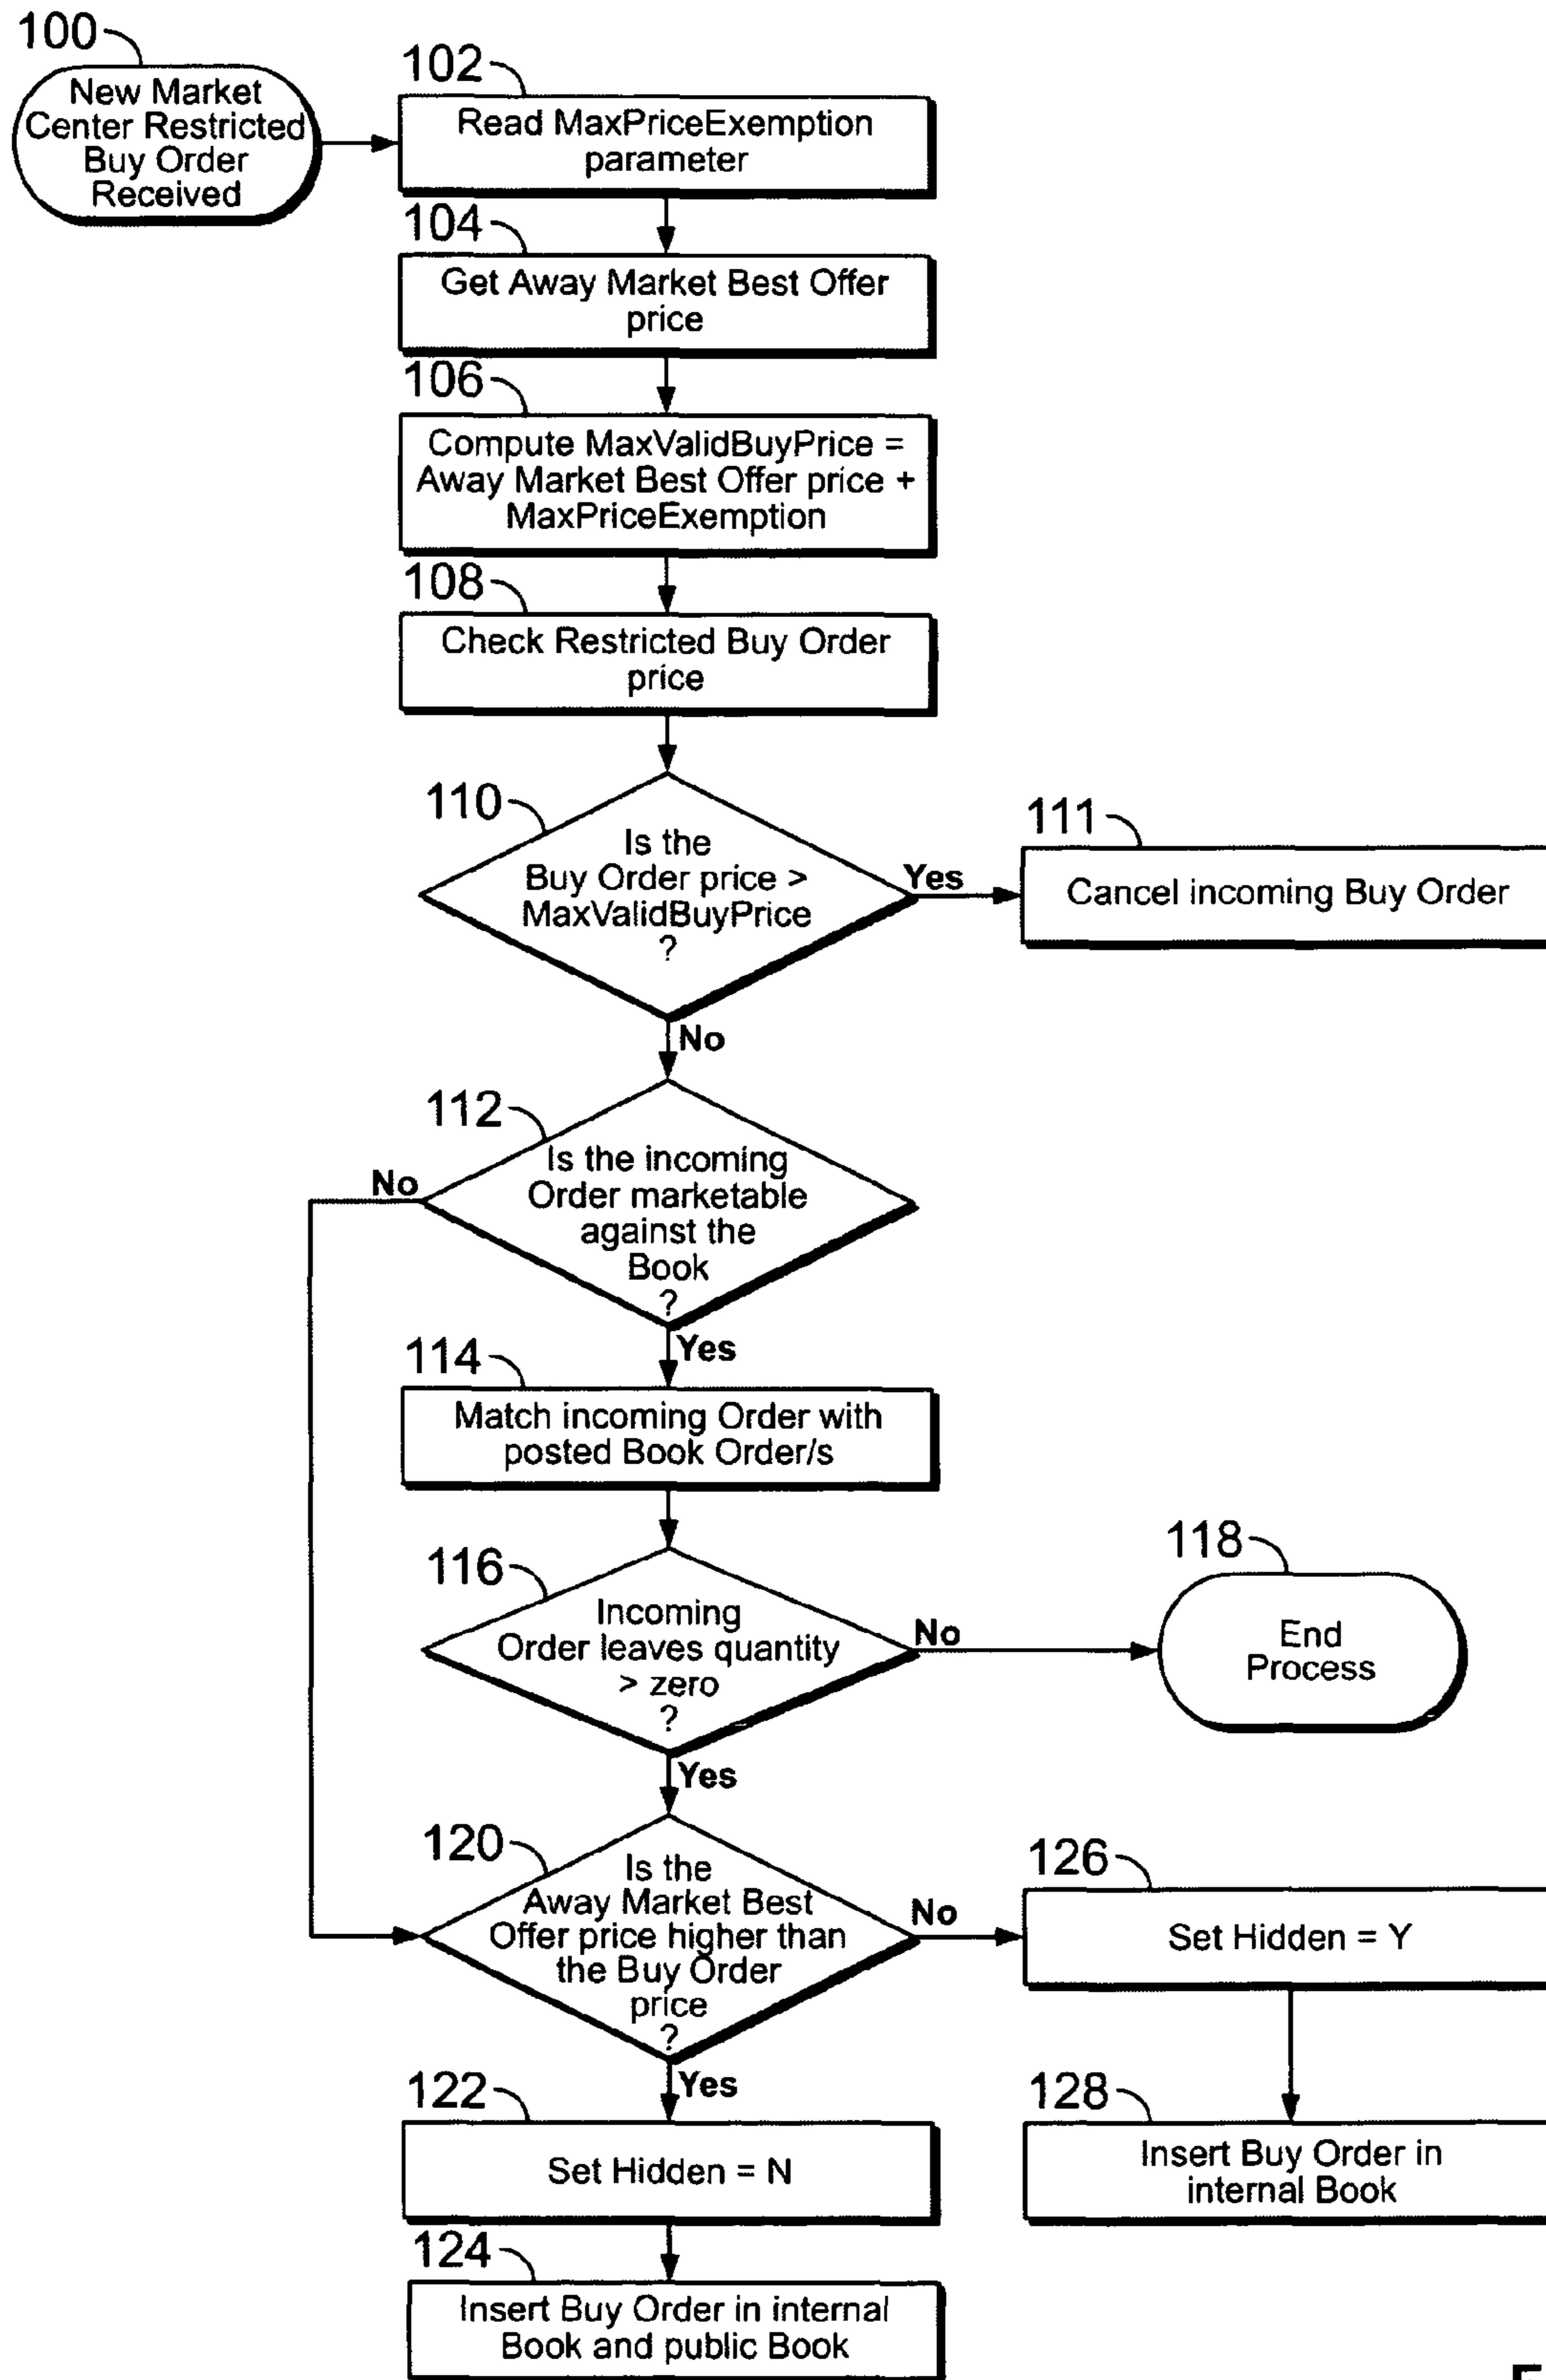 100
New Market
Center Restricted
Buy Order
Received
102
Read MaxPriceExemption
parameter
104
Get Away Market Best Offer
price
106
Compute MaxValidBuyPrice =
Away Market Best Offer price +
MaxPriceExemption
108
Check Restricted Buy Order
price
110
Is the
Buy Order price >
MaxValidBuyPrice
?
Yes
111
Cancel incoming Buy Order
No
112
Is the incoming
Order marketable
against the
Book
?
No
Yes
114
Match incoming Order with
posted Book Order/s
116
Incoming
Order leaves quantity
> zero
?
No
118
End
Process
Yes
120
Is the
Away Market Best
Offer price higher than
the Buy Order
price
?
No
126
Set Hidden = Y
Yes
122
Set Hidden = N
128
Insert Buy Order in
internal Book
124
Insert Buy Order in internal
Book and public Book